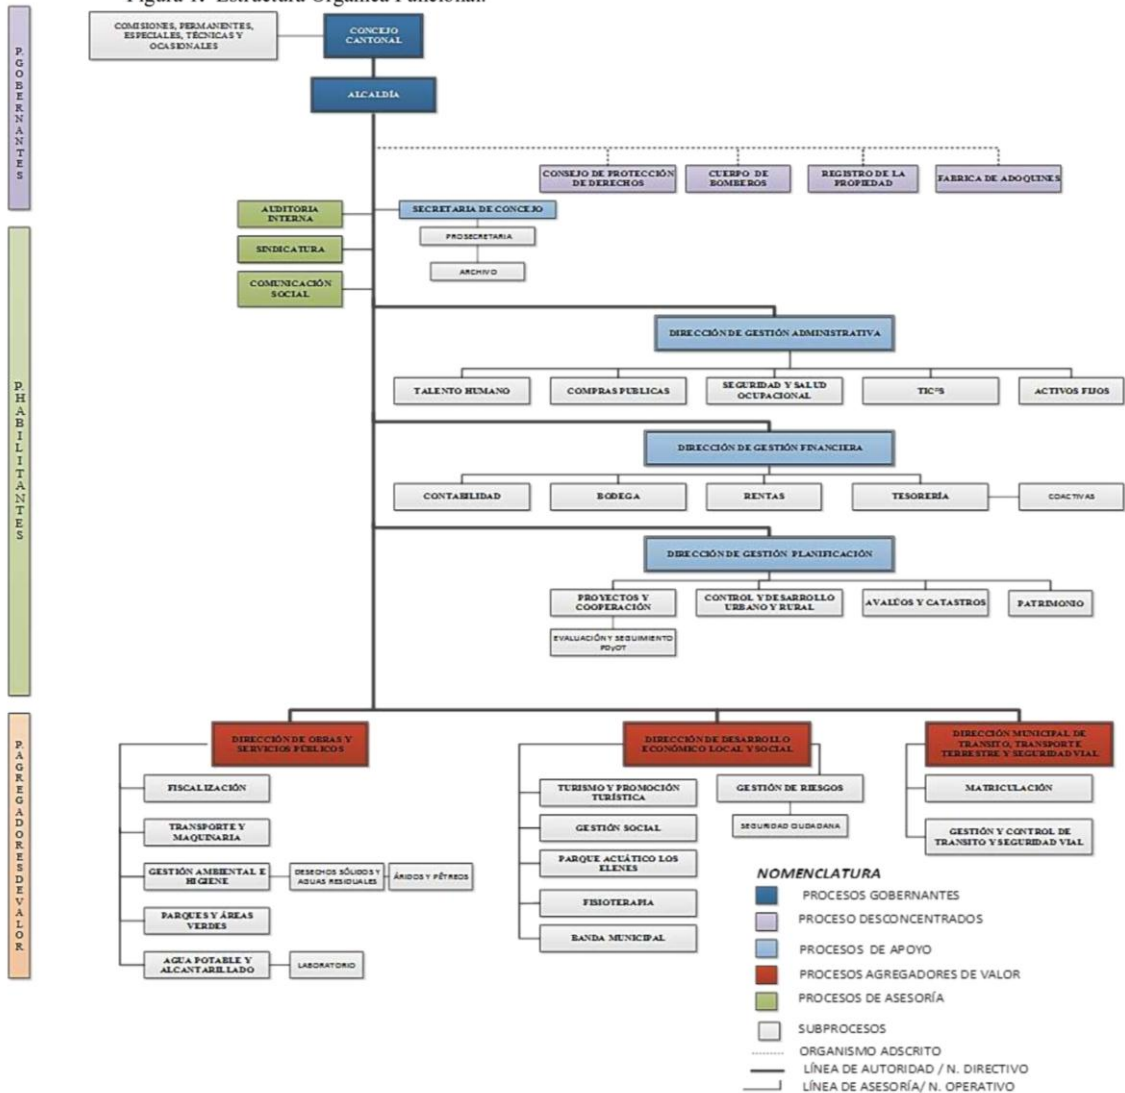 Figura 1. Estructura Orgánica Funcional.
COMISIONES, PERMANENTES,
ESPECIALES, TÉCNICAS Y
OCASIONALES
CONCEJO
CANTONAL
ALCALDÍA
P. GOBERNANTES
CONSEJO DE PROTECCIÓN
DE DERECHOS
CUERPO DE
BOMBEROS
REGISTRO DE LA
PROPIEDAD
FABRICA DE ADOQUINES
AUDITORIA
INTERNA
SECRETARIA DE CONCEJO
PROSECRETARIA
SINDICATURA
ARCHIVO
COMUNICACIÓN
SOCIAL
P. HABILITANTES
DIRECCIÓN DE GESTIÓN ADMINISTRATIVA
TALENTO HUMANO
COMPRAS PUBLICAS
SEGURIDAD Y SALUD
OCUPACIONAL
TIC'S
ACTIVOS FIJOS
DIRECCIÓN DE GESTIÓN FINANCIERA
CONTABILIDAD
BODEGA
RENTAS
TESORERÍA
COACTIVAS
DIRECCIÓN DE GESTIÓN PLANIFICACIÓN
PROYECTOS Y
COOPERACIÓN
CONTROL Y DESARROLLO
URBANO Y RURAL
AVALÚOS Y CATASTROS
PATRIMONIO
EVALUACIÓN Y SEGUIMIENTO
PDyOT
P. AGREGADORES DE VALOR
DIRECCIÓN DE OBRAS Y
SERVICIOS PÚBLICOS
FISCALIZACIÓN
TRANSPORTE Y
MAQUINARIA
GESTIÓN AMBIENTAL E
HIGIENE
DESECHOS SÓLIDOS Y
AGUAS RESIDUALES
ÁRIDOS Y PÉTREOS
PARQUES Y ÁREAS
VERDES
AGUA POTABLE Y
ALCANTARILLADO
LABORATORIO
DIRECCIÓN DE DESARROLLO
ECONÓMICO LOCAL Y SOCIAL
TURISMO Y PROMOCIÓN
TURÍSTICA
GESTIÓN DE RIESGOS
GESTIÓN SOCIAL
SEGURIDAD CIUDADANA
PARQUE ACUÁTICO LOS
ELENES
FISIOTERAPIA
BANDA MUNICIPAL
DIRECCIÓN MUNICIPAL DE
TRANSITO, TRANSPORTE
TERRESTRE Y SEGURIDAD VIAL
MATRICULACIÓN
GESTIÓN Y CONTROL DE
TRANSITO Y SEGURIDAD VIAL
NOMENCLATURA
PROCESOS GOBERNANTES
PROCESO DESCONCENTRADOS
PROCESOS DE APOYO
PROCESOS AGREGADORES DE VALOR
PROCESOS DE ASESORÍA
SUBPROCESOS
ORGANISMO ADSCRITO
LÍNEA DE AUTORIDAD / N. DIRECTIVO
LÍNEA DE ASESORÍA/ N. OPERATIVO